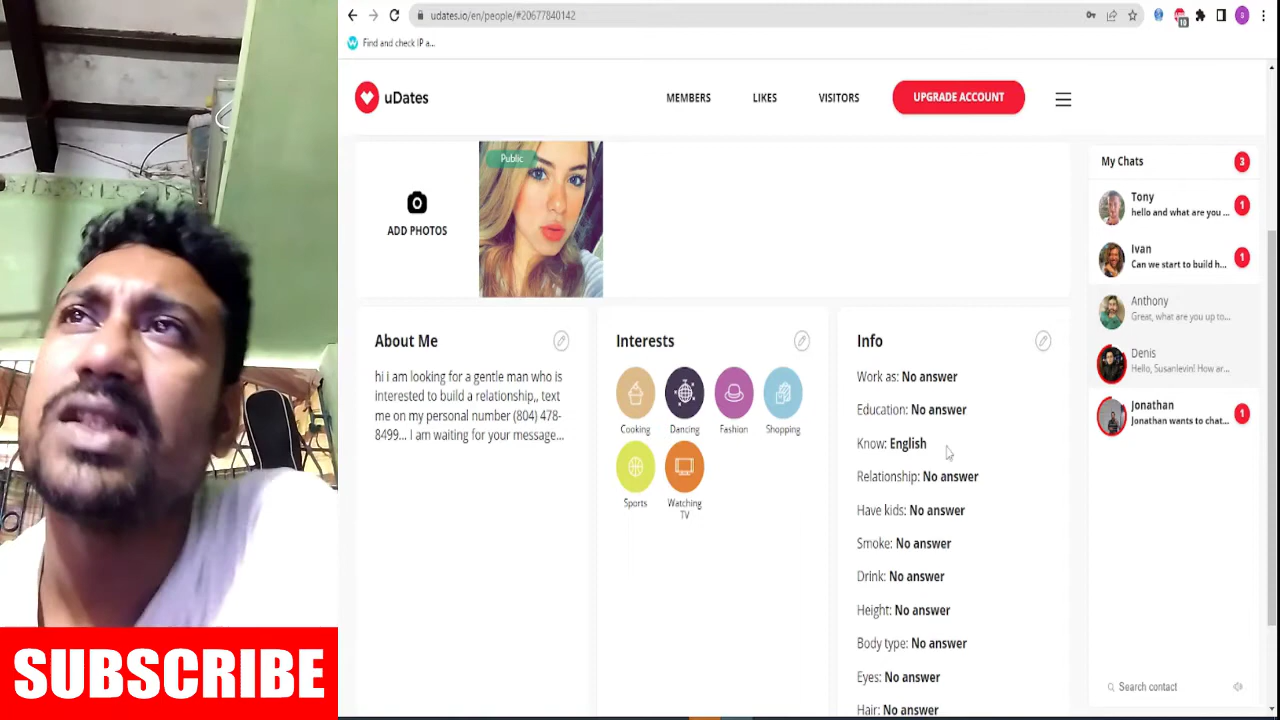 udates.io/en/people/#20677840142
10
S
Find and check IP a...
uDates
MEMBERS
LIKES
VISITORS
UPGRADE ACCOUNT
Public
ADD PHOTOS
About Me
hi i am looking for a gentle man who is
interested to build a relationship,, text
me on my personal number (804) 478-
8499... I am waiting for your message...
Interests
Cooking
Dancing
Fashion
Shopping
Sports
Watching
TV
Info
Work as: No answer
Education: No answer
Know: English
Relationship: No answer
Have kids: No answer
Smoke: No answer
Drink: No answer
Height: No answer
Body type: No answer
Eyes: No answer
Hair: No answer
My Chats 3
Tony
hello and what are you ... 1
Ivan
Can we start to build h... 1
Anthony
Great, what are you up to...
Denis
Hello, Susanlevin! How ar...
Jonathan
Jonathan wants to chat... 1
Search contact
SUBSCRIBE